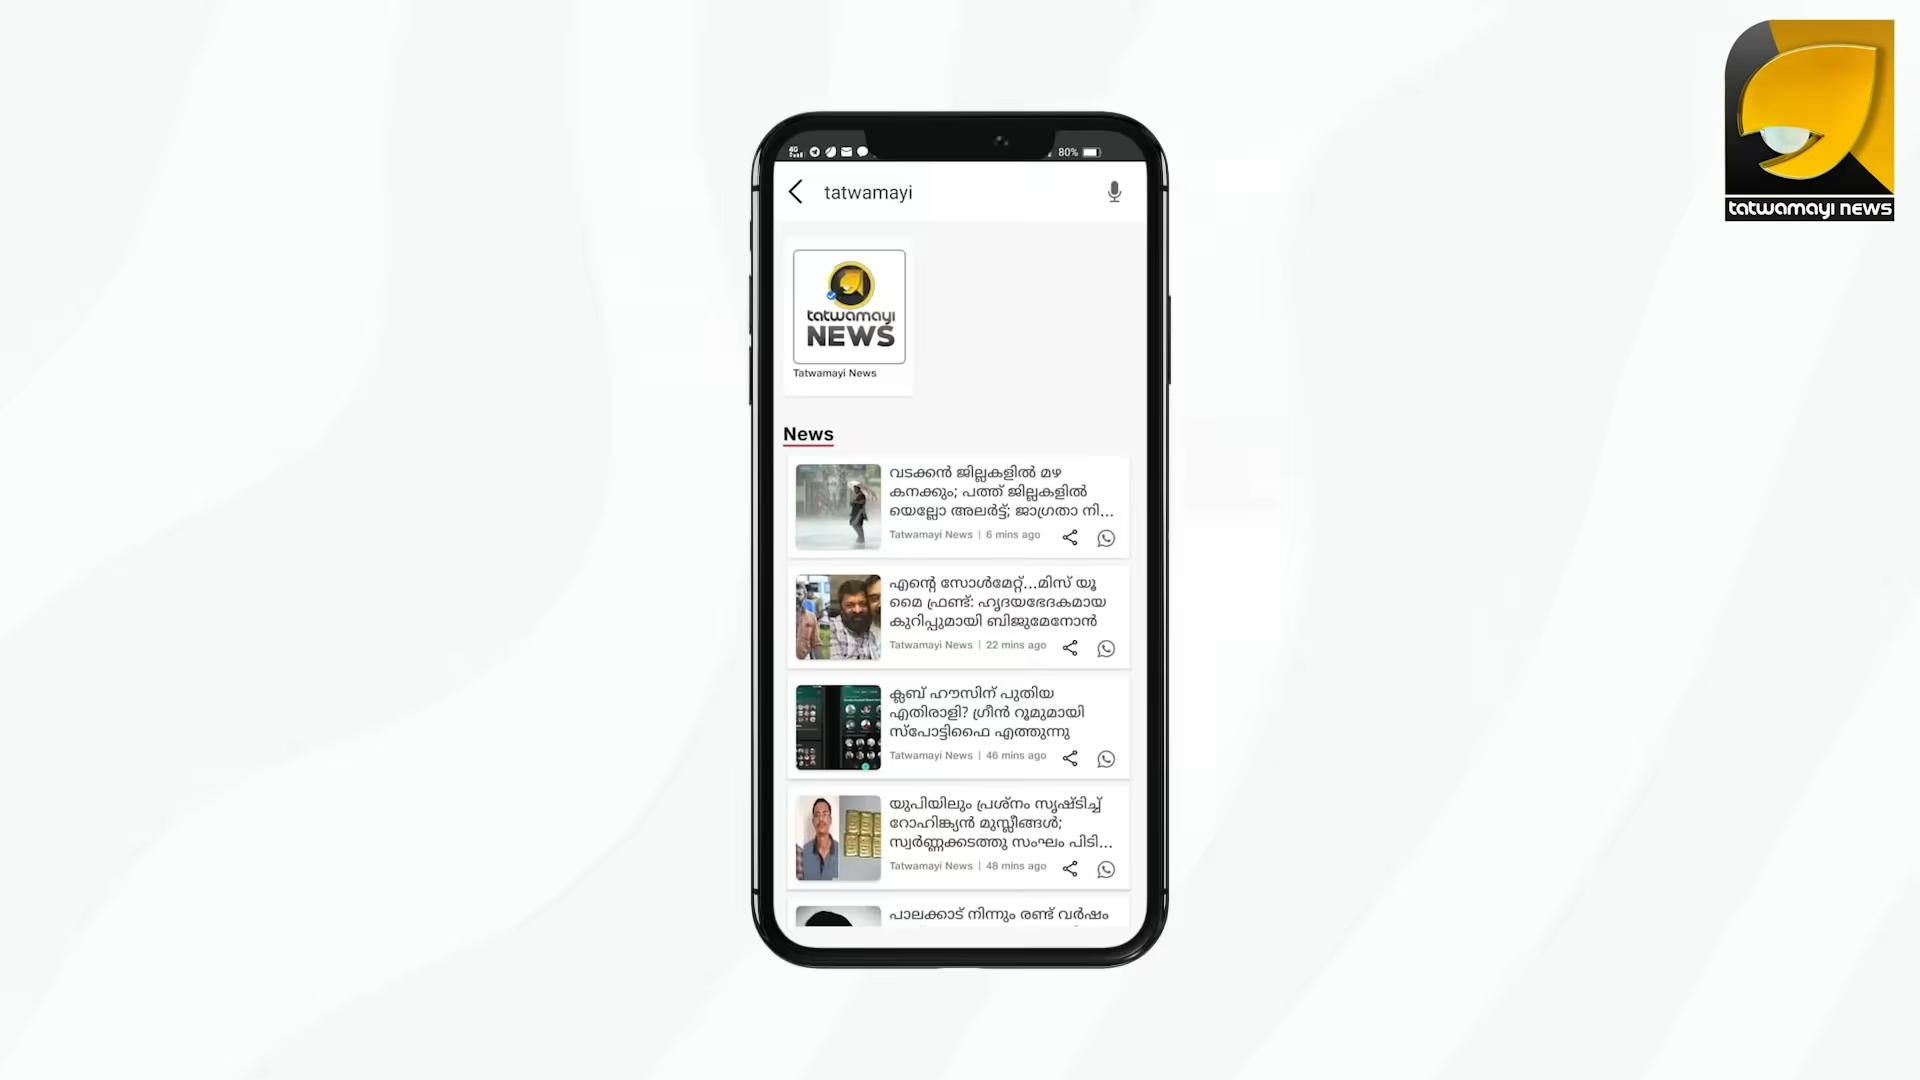 tatwamayi NEWS
4G
80%
tatwamayi
tatwamayi
NEWS
Tatwamayi News
News
വടക്കൻ ജില്ലകളിൽ മഴ
കനക്കും; പത്ത് ജില്ലകളിൽ
യെല്ലോ അലർട്ട്; ജാഗ്രതാ നി...
Tatwamayi News | 6 mins ago
എന്റെ സോൾമേറ്റ്...മിസ് യൂ
മൈ ഫ്രണ്ട്: ഹൃദയഭേദകമായ
കുറിപ്പുമായി ബിജുമേനോൻ
Tatwamayi News | 22 mins ago
ക്ലബ് ഹൗസിന് പുതിയ
എതിരാളി? ഗ്രീൻ റൂമുമായി
സ്പോട്ടിഫൈ എത്തുന്നു
Tatwamayi News | 46 mins ago
യുപിയിലും പ്രശ്നം സൃഷ്ടിച്ച്
റോഹിങ്ക്യൻ മുസ്ലീങ്ങൾ;
സ്വർണ്ണക്കടത്തു സംഘം പിടി...
Tatwamayi News | 48 mins ago
പാലക്കാട് നിന്നും രണ്ട് വർഷം